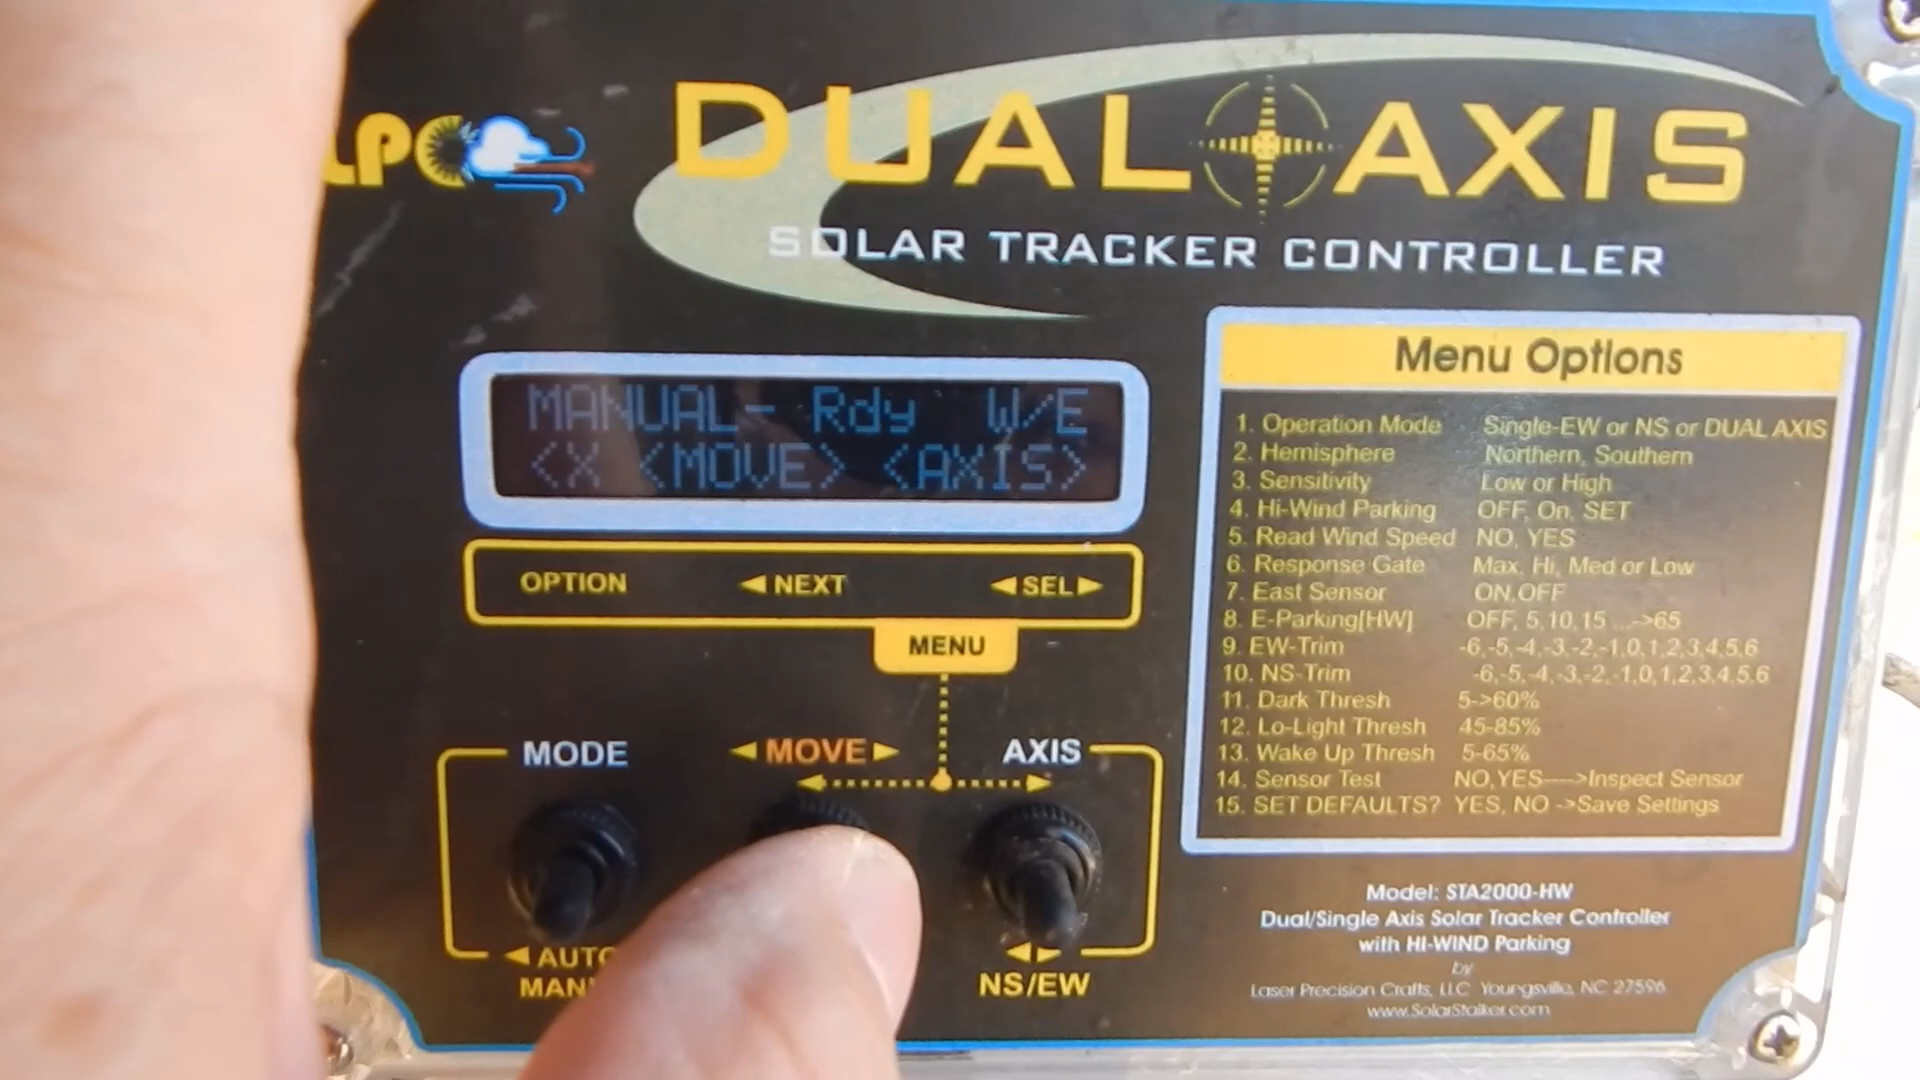 LPC
DUAL AXIS
SOLAR TRACKER CONTROLLER
MANUAL- Rdy W/E
<X <MOVE> <AXIS>
OPTION ◄NEXT ◄SEL►
MENU
MODE ◄MOVE► AXIS
◄AUTO
◄► NS/EW
Menu Options
1. Operation Mode Single-EW or NS or DUAL AXIS
2. Hemisphere Northern, Southern
3. Sensitivity Low or High
4. Hi-Wind Parking OFF, On, SET
5. Read Wind Speed NO, YES
6. Response Gate Max, Hi, Med or Low
7. East Sensor ON,OFF
8. E-Parking[HW] OFF, 5,10,15 ...->65
9. EW-Trim -6,-5,-4,-3,-2,-1,0,1,2,3,4,5,6
10. NS-Trim -6,-5,-4,-3,-2,-1,0,1,2,3,4,5,6
11. Dark Thresh 5->60%
12. Lo-Light Thresh 45-85%
13. Wake Up Thresh 5-65%
14. Sensor Test NO,YES---->Inspect Sensor
15. SET DEFAULTS? YES, NO ->Save Settings
Model: STA2000-HW
Dual/Single Axis Solar Tracker Controller
with HI-WIND Parking
by
Laser Precision Crafts, LLC Youngsville, NC 27596
www.SolarStalker.com